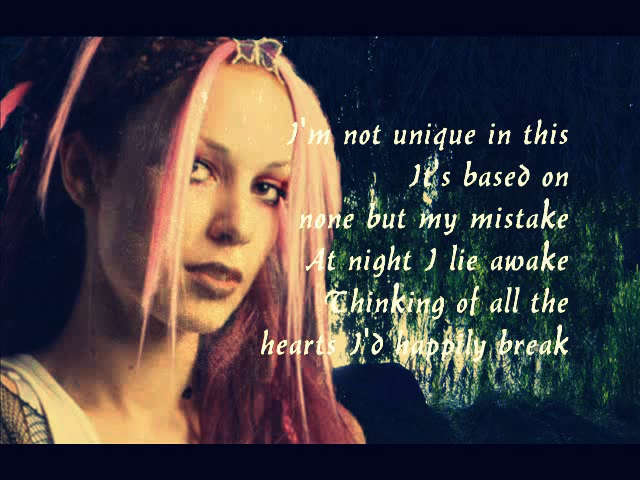 I'm not unique in this
It's based on
none but my mistake
At night I lie awake
Thinking of all the
hearts I'd happily break